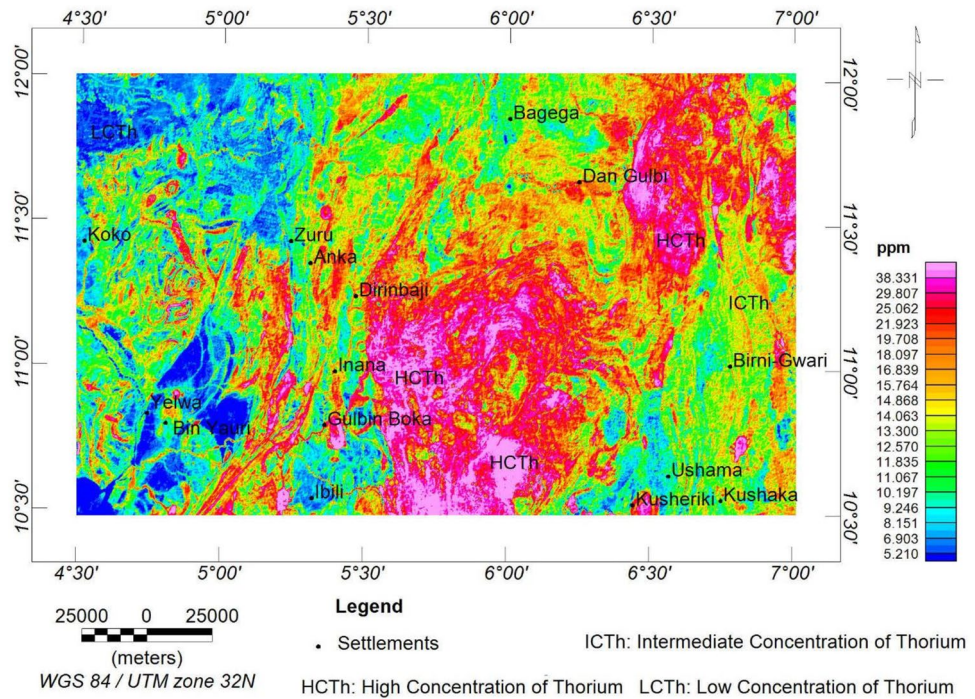 4°30' 5°00' 5°30' 6°00' 6°30' 7°00'
12°00' 12°00'
N
LCTh
Bagega
Dan Gulbi
11°30' 11°30'
Koko
Zuru
HCTh
Anka
Dirinbaji
ICTh
11°00' 11°00'
Inana
HCTh
Birni-Gwari
Yelwa
Gulbin Boka
Bin Yauri
HCTh
Ushama
Ibili
Kusheriki
Kushaka
10°30' 10°30'
4°30' 5°00' 5°30' 6°00' 6°30' 7°00'
ppm
38.331
29.807
25.062
21.923
19.708
18.097
16.839
15.764
14.868
14.063
13.300
12.570
11.835
11.067
10.197
9.246
8.151
6.903
5.210
25000 0 25000
(meters)
WGS 84 / UTM zone 32N
Legend
Settlements
ICTh: Intermediate Concentration of Thorium
HCTh: High Concentration of Thorium LCTh: Low Concentration of Thorium